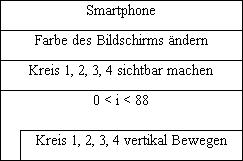 Smartphone
Farbe des Bildschirms ändern
Kreis 1, 2, 3, 4 sichtbar machen
0 < i < 88
Kreis 1, 2, 3, 4 vertikal Bewegen